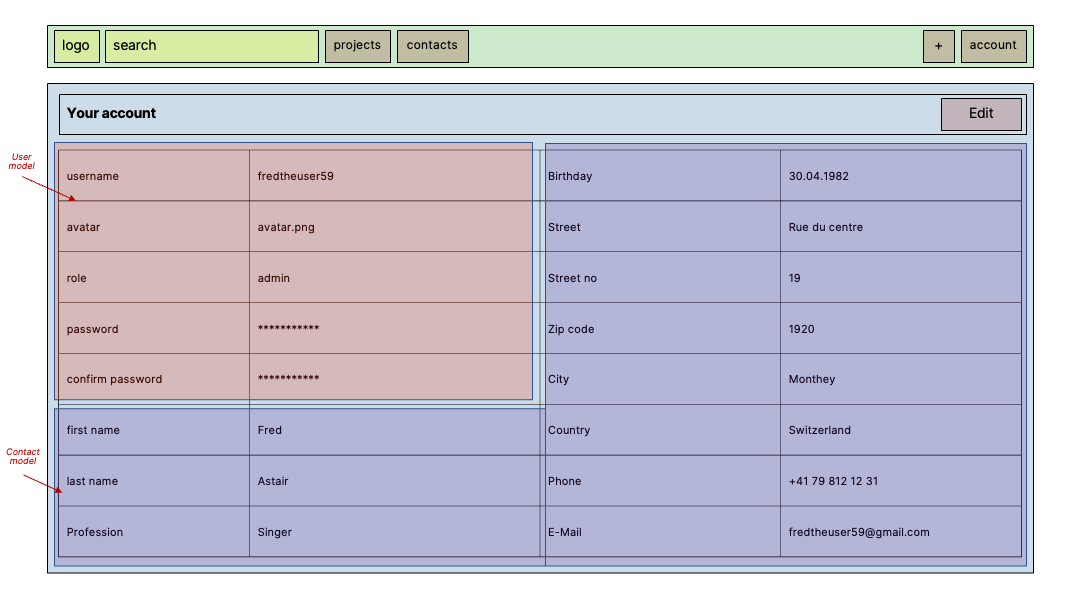 logo
search
projects
contacts
+
account
Your account
Edit
User
model
username
fredtheuser59
Birthday
30.04.1982
avatar
avatar.png
Street
Rue du centre
role
admin
Street no
19
password
***********
Zip code
1920
confirm password
***********
City
Monthey
Contact
model
first name
Fred
Country
Switzerland
last name
Astair
Phone
+41 79 812 12 31
Profession
Singer
E-Mail
fredtheuser59@gmail.com